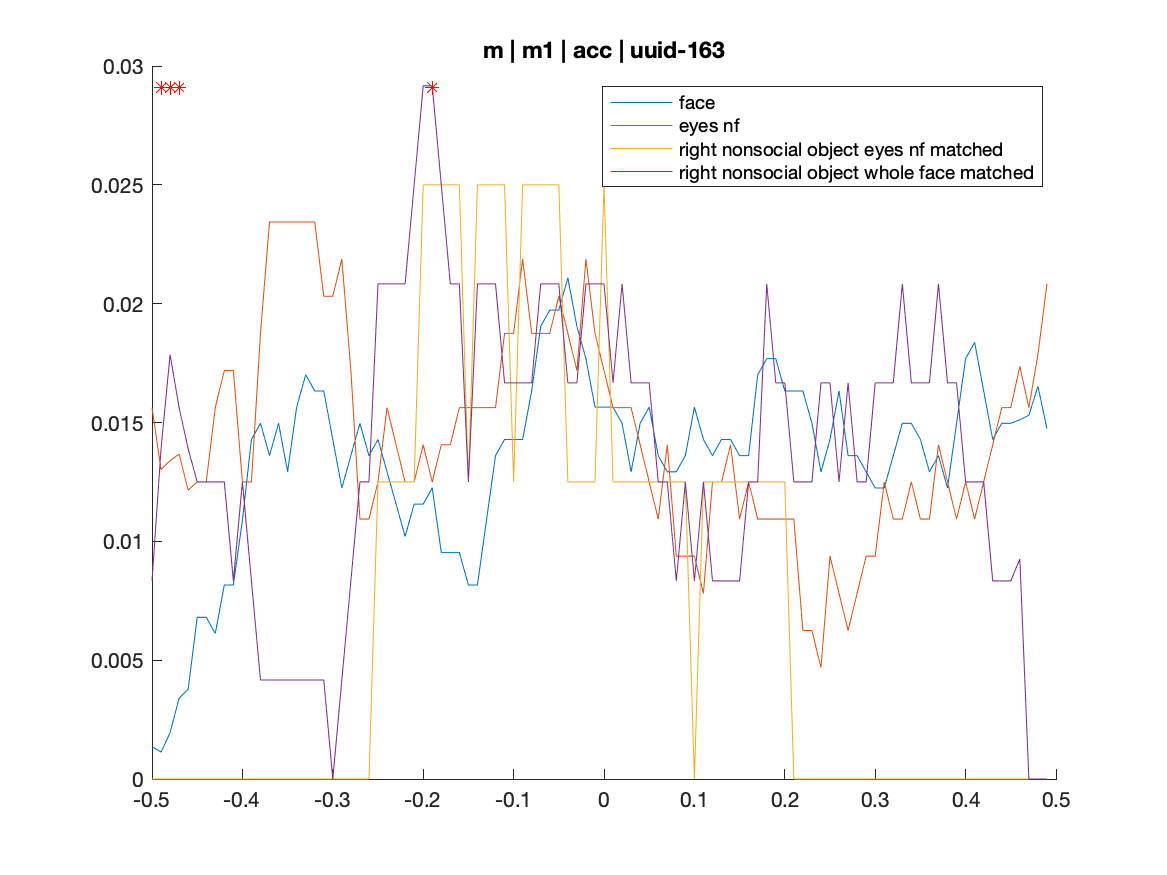 m | m1 | acc | uuid-163
face
eyes nf
right nonsocial object eyes nf matched
right nonsocial object whole face matched
0.03
0.025
0.02
0.015
0.01
0.005
0
-0.5 -0.4 -0.3 -0.2 -0.1 0 0.1 0.2 0.3 0.4 0.5